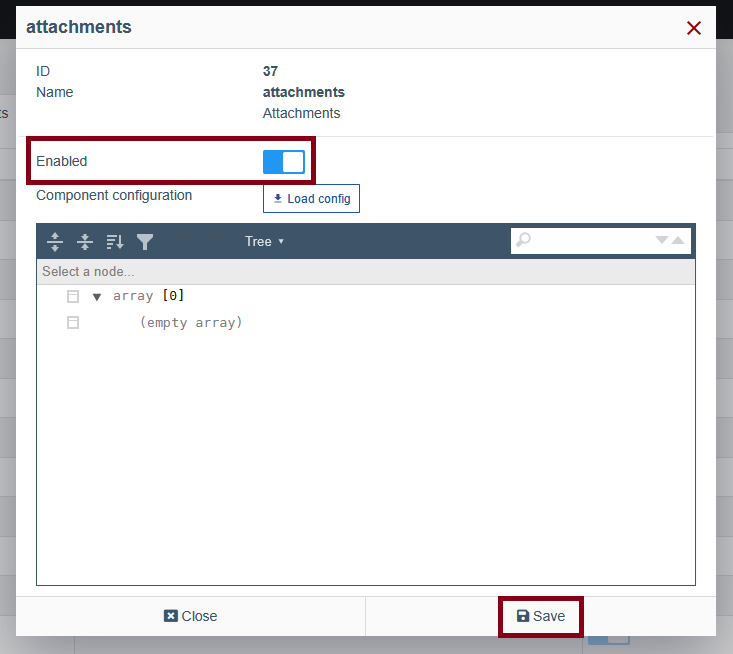 attachments
ID 37
Name attachments
Attachments
s
Enabled
Component configuration Load config
Tree
Select a node...
array [0]
(empty array)
Close Save